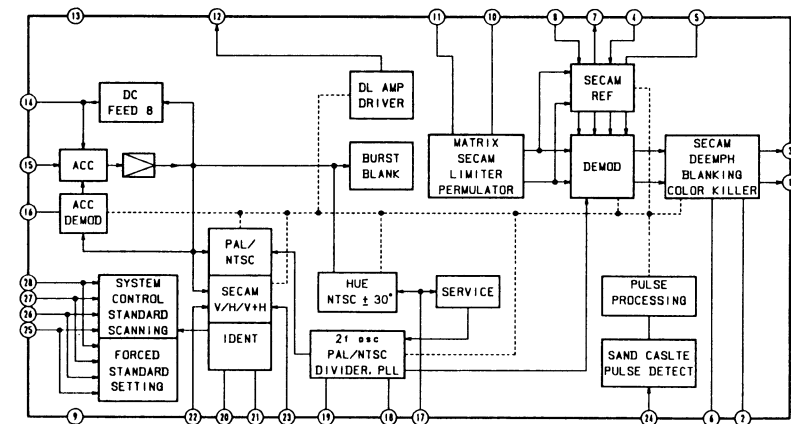 13
12
11
10
8
7
4
5
14
DC
FEED 8
DL AMP
DRIVER
SECAM
REF
15
ACC
BURST
BLANK
MATRIX
SECAM
LIMITER
PERMULATOR
DEMOD
SECAM
DEEMPH
BLANKING
COLOR KILLER
16
ACC
DEMOD
PAL/
NTSC
SECAM
V/H/V+H
IDENT
HUE
NTSC ± 30°
SERVICE
PULSE
PROCESSING
28
27
26
25
SYSTEM
CONTROL
STANDARD
SCANNING
FORCED
STANDARD
SETTING
2f osc
PAL/NTSC
DIVIDER, PLL
SAND CASLTE
PULSE DETECT
9
22
20
21
23
19
18
17
24
6
2